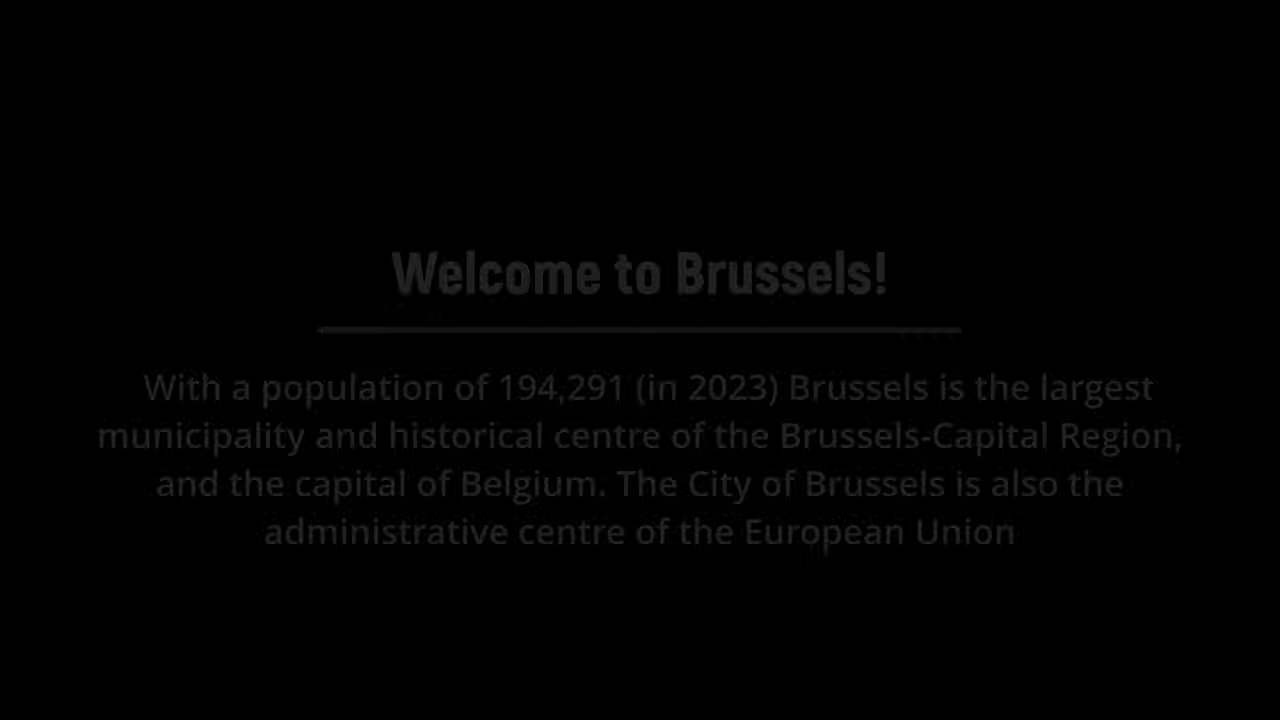 Welcome to Brussels!
With a population of 194,291 (in 2023) Brussels is the largest
municipality and historical centre of the Brussels-Capital Region,
and the capital of Belgium. The City of Brussels is also the
administrative centre of the European Union